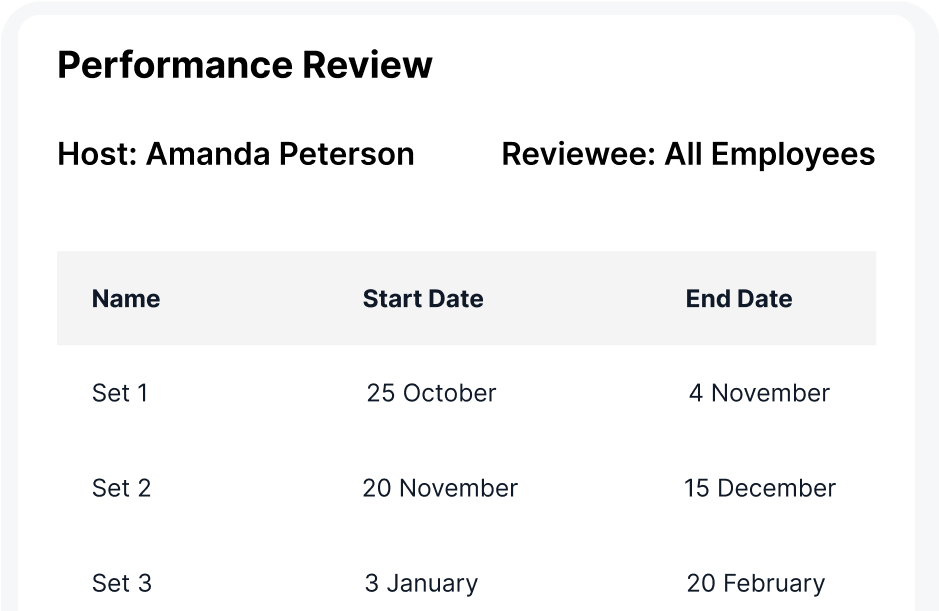 Performance Review
Host: Amanda Peterson Reviewee: All Employees
Name Start Date End Date
Set 1 25 October 4 November
Set 2 20 November 15 December
Set 3 3 January 20 February